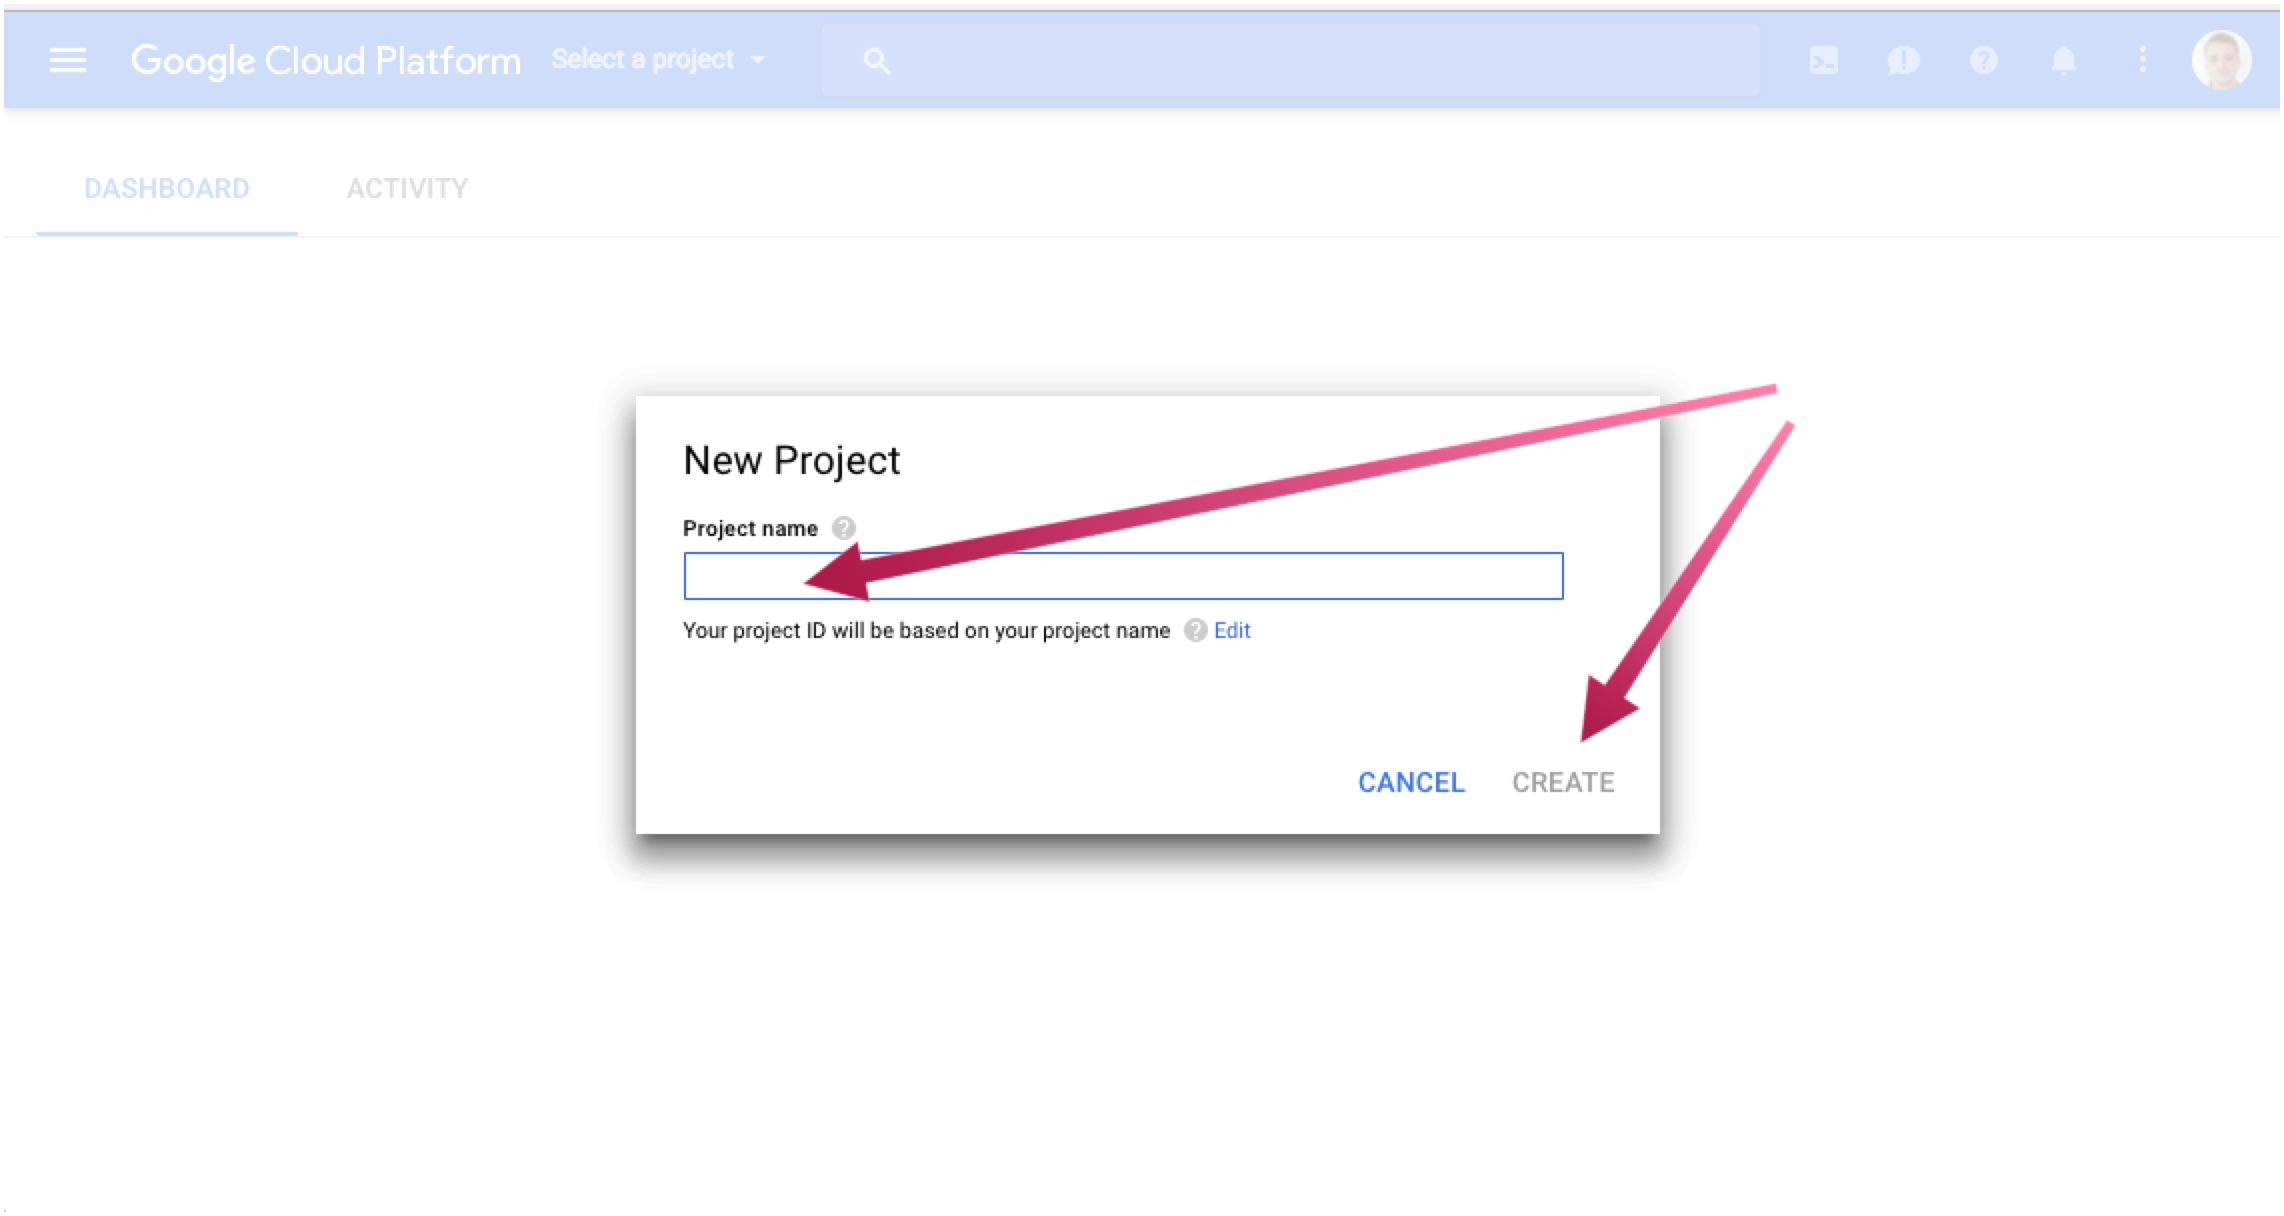 Google Cloud Platform Select a project
DASHBOARD ACTIVITY
New Project
Project name
Your project ID will be based on your project name Edit
CANCEL CREATE